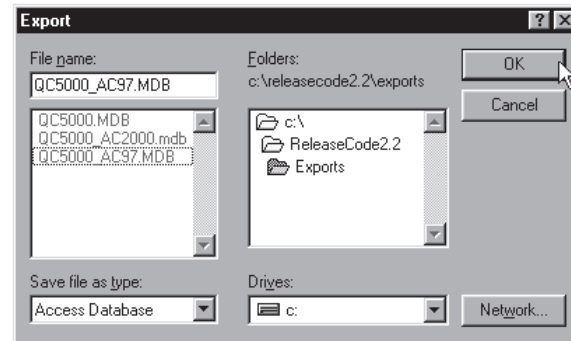 Export
File name:
QC5000_AC97.MDB
QC5000.MDB
QC5000_AC2000.mdb
QC5000_AC97.MDB
Save file as type:
Access Database
Folders:
c:\releasecode2.2\exports
c:\
ReleaseCode2.2
Exports
Drives:
c:
OK
Cancel
Network...